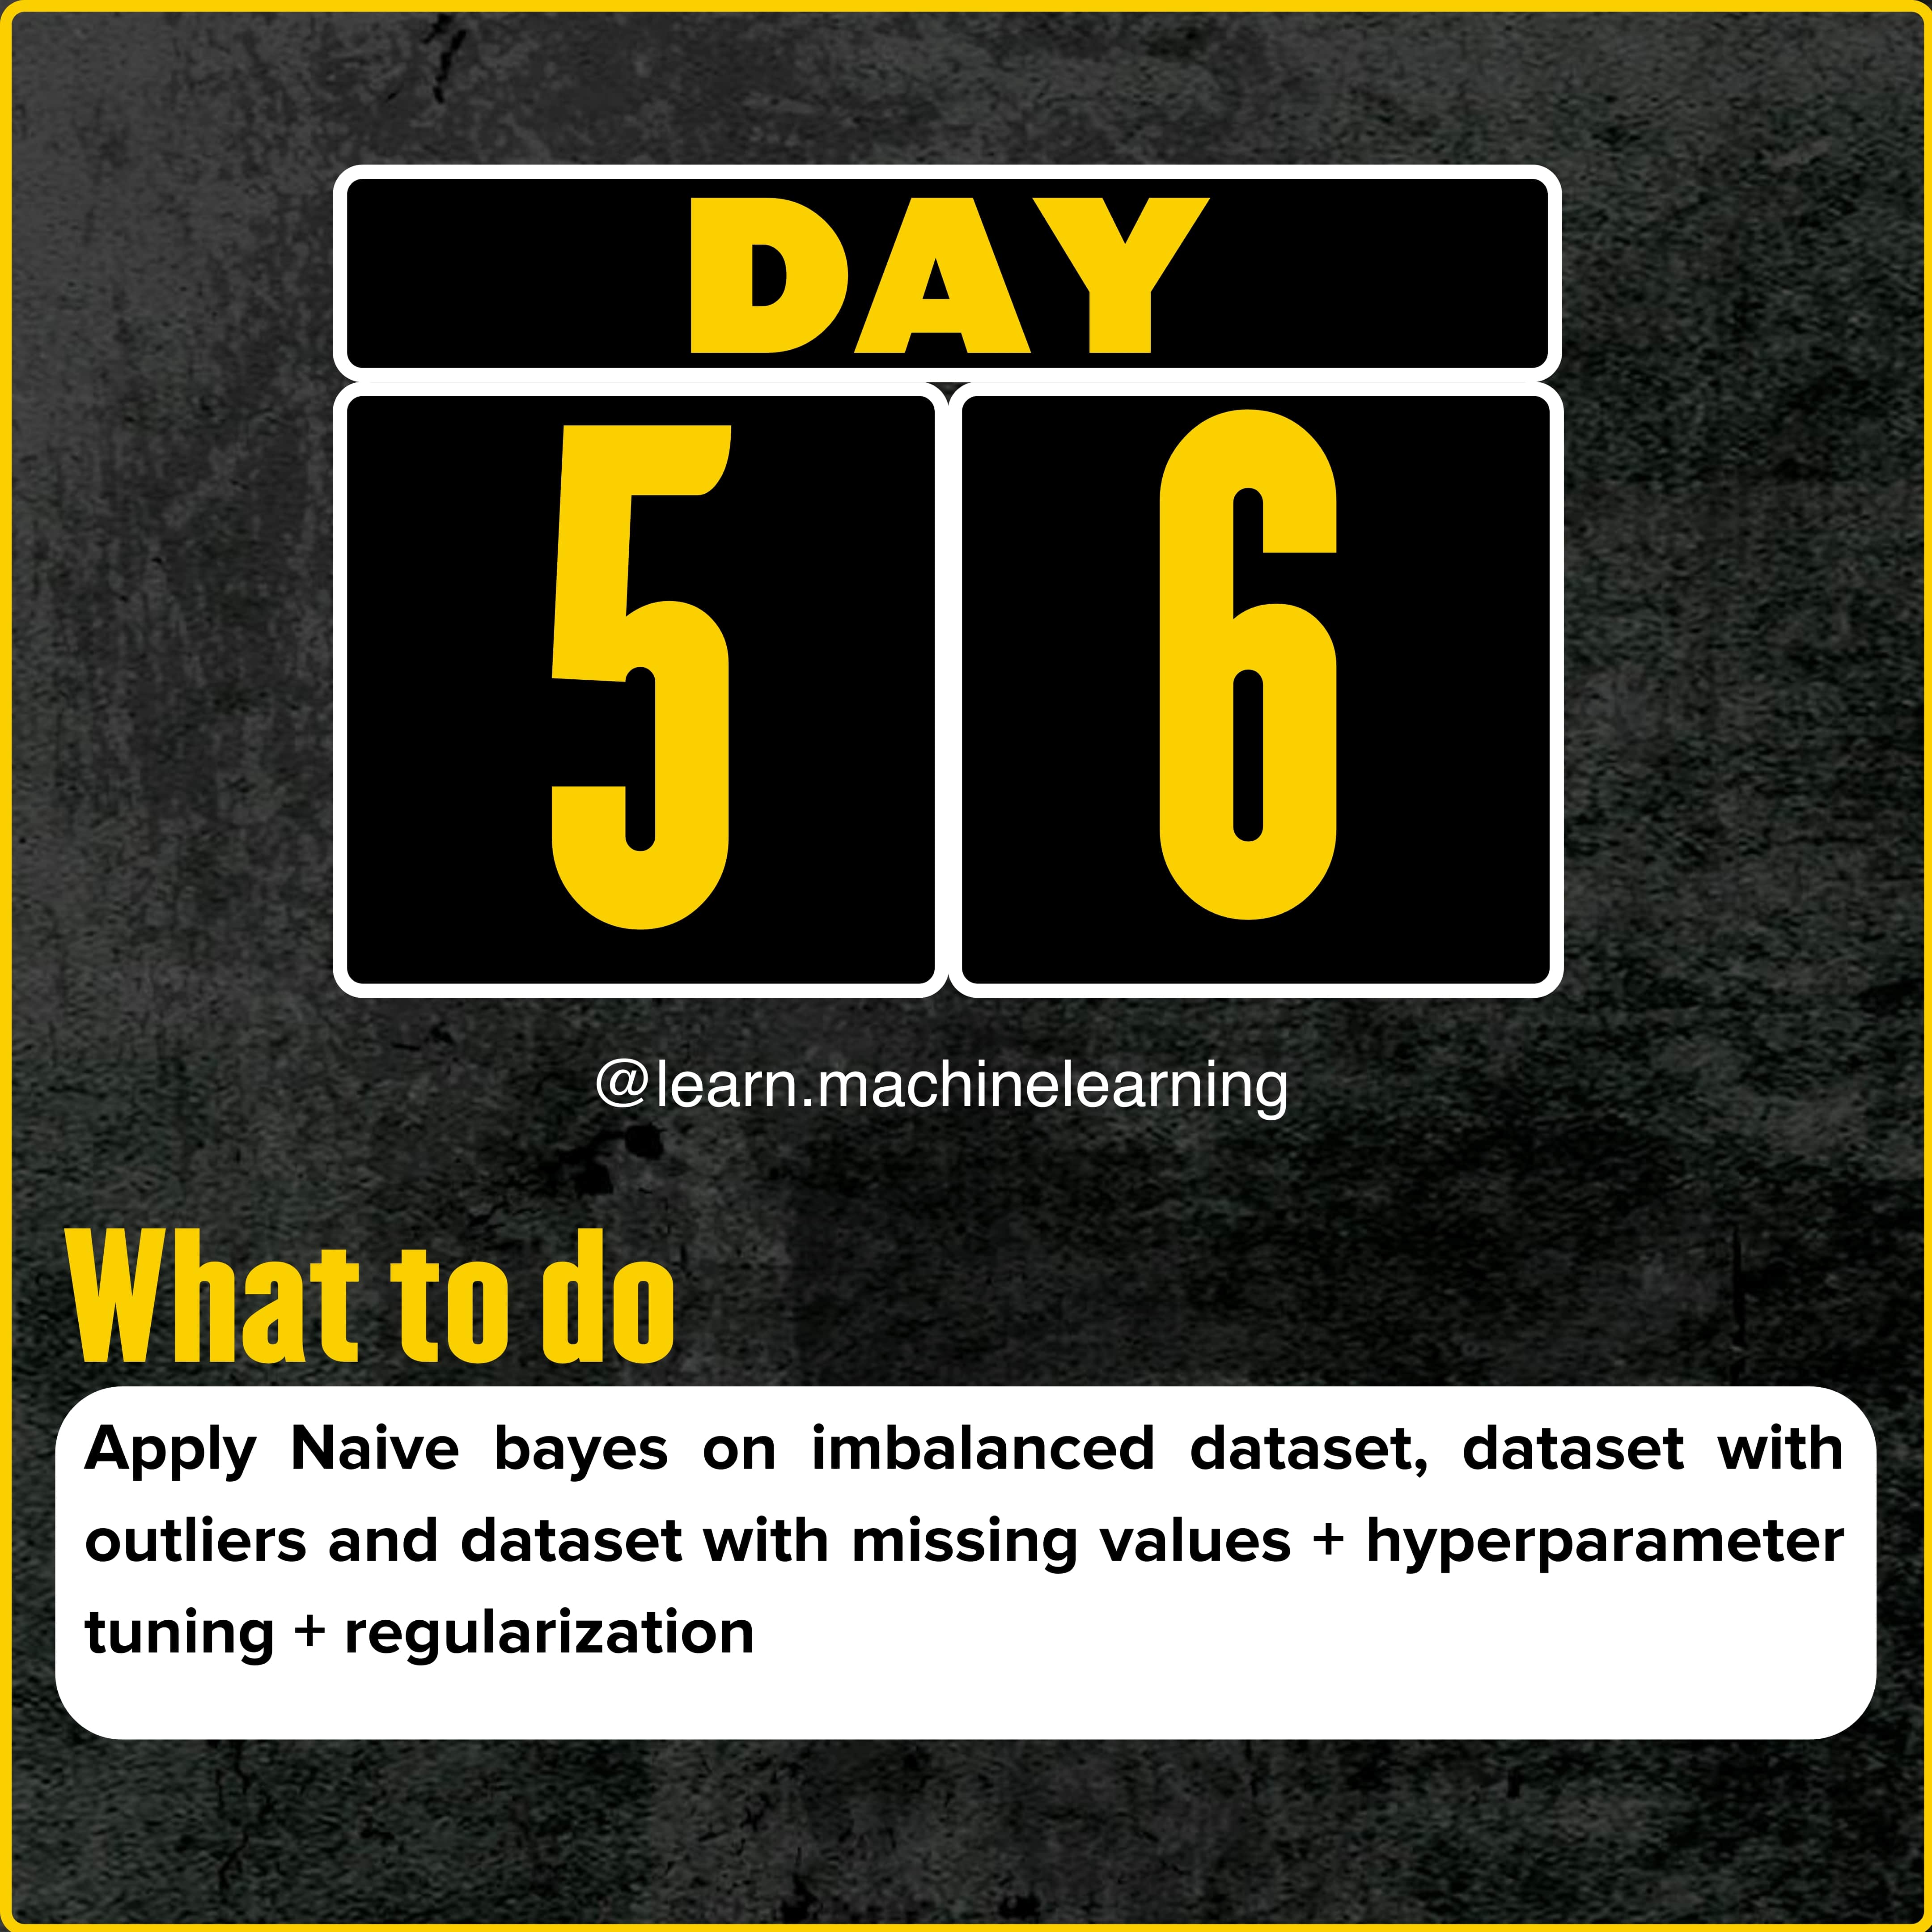 DAY
5 6
@learn.machinelearning
What to do
Apply Naive bayes on imbalanced dataset, dataset with
outliers and dataset with missing values + hyperparameter
tuning + regularization